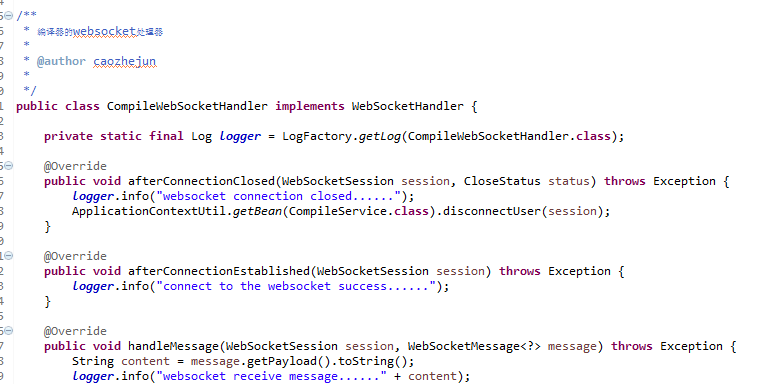 /**
 * 编译器的websocket处理器
 *
 * @author caozhejun
 *
 */
public class CompileWebSocketHandler implements WebSocketHandler {

    private static final Log logger = LogFactory.getLog(CompileWebSocketHandler.class);

    @Override
    public void afterConnectionClosed(WebSocketSession session, CloseStatus status) throws Exception {
        logger.info("websocket connection closed......");
        ApplicationContextUtil.getBean(CompileService.class).disconnectUser(session);
    }

    @Override
    public void afterConnectionEstablished(WebSocketSession session) throws Exception {
        logger.info("connect to the websocket success......");
    }

    @Override
    public void handleMessage(WebSocketSession session, WebSocketMessage<?> message) throws Exception {
        String content = message.getPayload().toString();
        logger.info("websocket receive message......" + content);